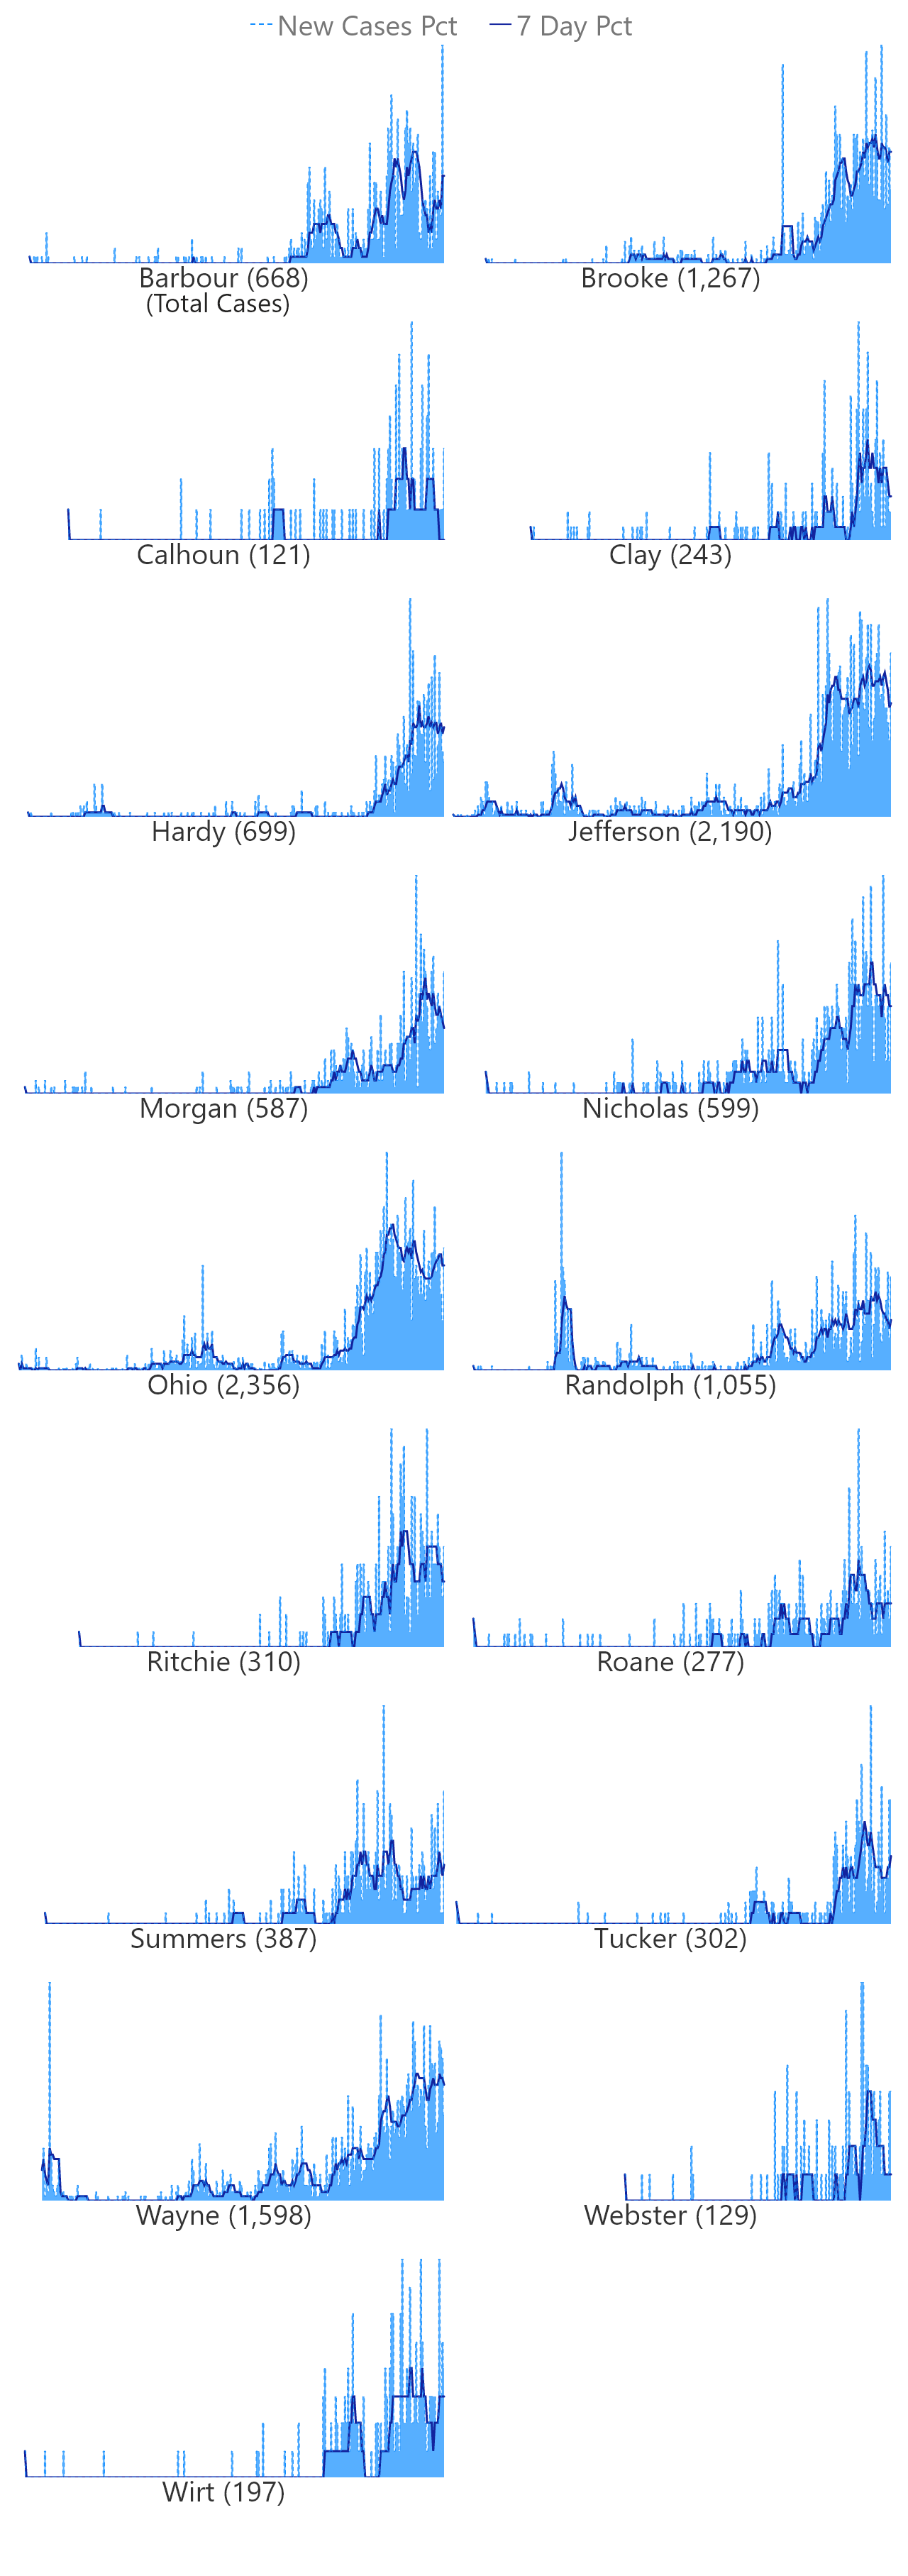 New Cases Pct 7 Day Pct
Barbour (668) Brooke (1,267)
(Total Cases)
Calhoun (121) Clay (243)
Hardy (699) Jefferson (2,190)
Morgan (587) Nicholas (599)
Ohio (2,356) Randolph (1,055)
Ritchie (310) Roane (277)
Summers (387) Tucker (302)
Wayne (1,598) Webster (129)
Wirt (197)